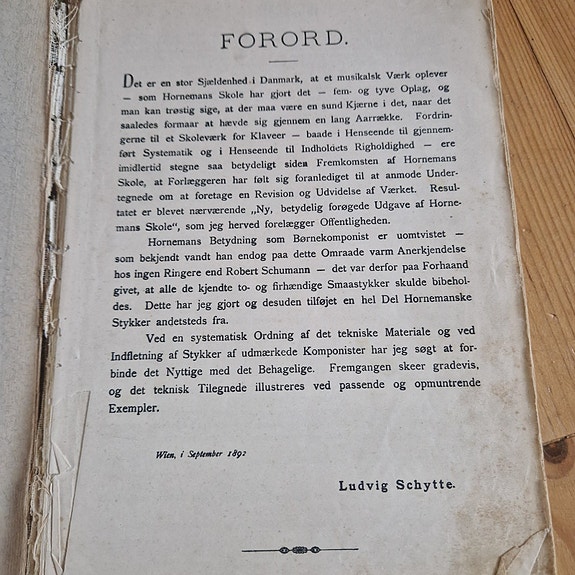 FORORD.
Det er en stor Sjældenhed i Danmark, at et musikalsk Værk oplever
— som Hornemans Skole har gjort det — fem- og tyve Oplag, og
man kan trøstig sige, at der maa være en sund Kjærne i det, naar det
saaledes formaar at hævde sig gjennem en lang Aarrække. Fordrin-
gerne til et Skoleværk for Klaveer — baade i Henseende til gjennem-
ført Systematik og i Henseende til Indholdets Righoldighed — ere
imidlertid stegne saa betydeligt siden Fremkomsten af Hornemans
Skole, at Forlæggeren har følt sig foranlediget til at anmode Under-
tegnede om at foretage en Revision og Udvidelse af Værket. Resul-
tatet er blevet nærværende „Ny, betydelig forøgede Udgave af Horne-
mans Skole“, som jeg herved forelægger Offentligheden.
Hornemans Betydning som Børnekomponist er uomtvistet —
som bekjendt vandt han endog paa dette Omraade varm Anerkjendelse
hos ingen Ringere end Robert Schumann — det var derfor paa Forhaand
givet, at alle de kjendte to- og firhændige Smaastykker skulde bibehol-
des. Dette har jeg gjort og desuden tilføjet en hel Del Hornemanske
Stykker andetsteds fra.
Ved en systematisk Ordning af det tekniske Materiale og ved
Indfletning af Stykker af udmærkede Komponister har jeg søgt at for-
binde det Nyttige med det Behagelige. Fremgangen skeer gradevis,
og det teknisk Tilegnede illustreres ved passende og opmuntrende
Exempler.
Wien, i September 1892
Ludvig Schytte.